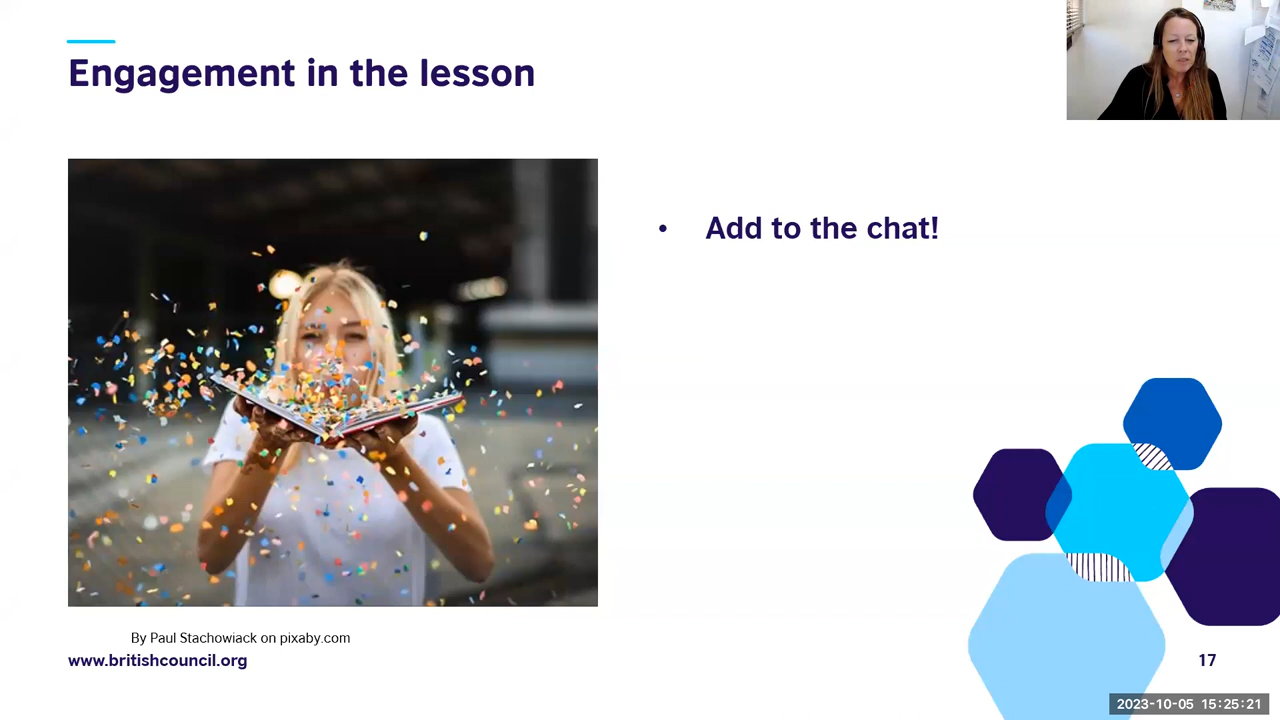 Engagement in the lesson
• Add to the chat!
By Paul Stachowiack on pixaby.com
www.britishcouncil.org
17
2023-10-05 15:25:21